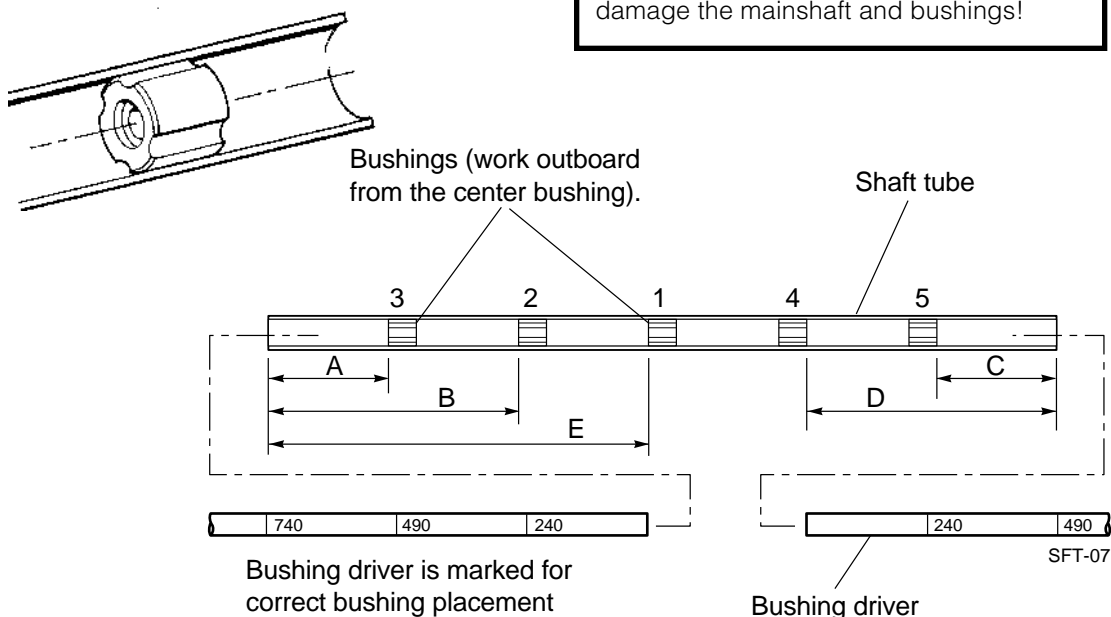 damage the mainshaft and bushings!
Bushings (work outboard
from the center bushing).
Shaft tube
3 2 1 4 5
A C
B D
E
740 490 240 240 490
SFT-07
Bushing driver is marked for
correct bushing placement
Bushing driver